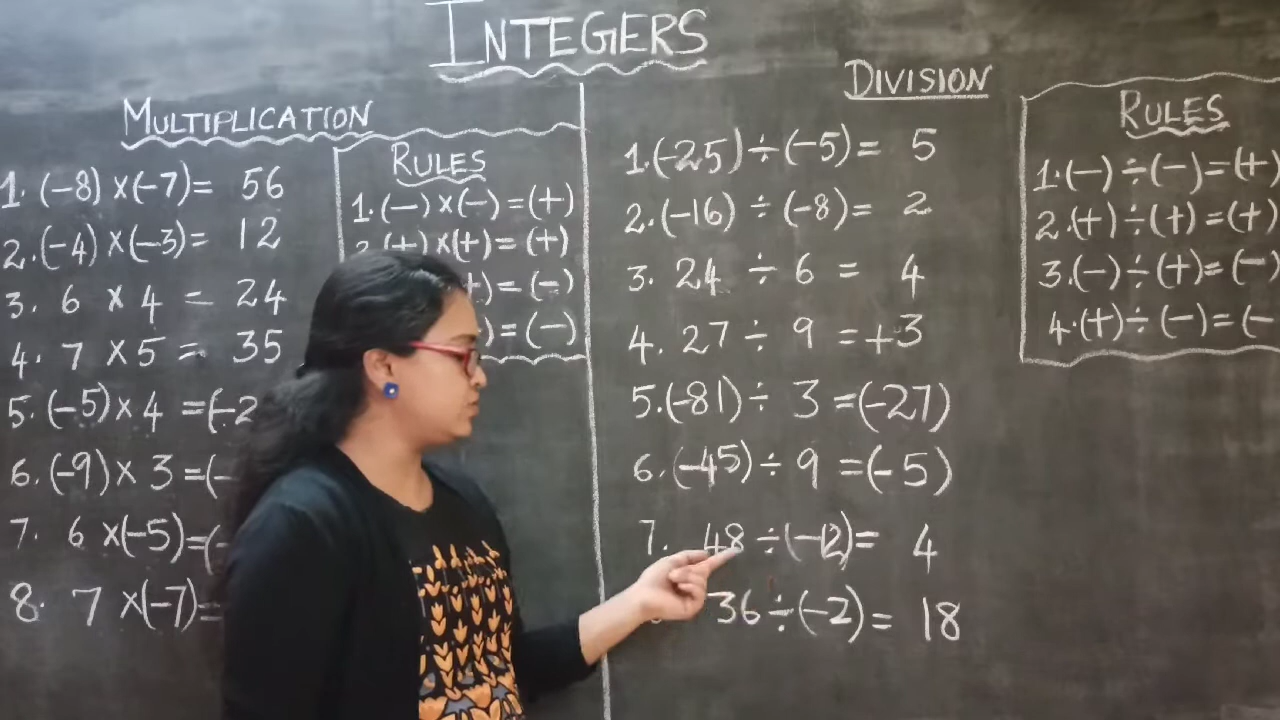 INTEGERS
MULTIPLICATION
1. (-8) x (-7) = 56
2. (-4) x (-3) = 12
3. 6 x 4 = 24
4. 7 x 5 = 35
5. (-5) x 4 = (-2
6. (-9) x 3 = (-
7. 6 x (-5) = (-
8. 7 x (-7) =
RULES
1. (-) x (-) = (+)
2. (+) x (+) = (+)
+) = (-)
) = (-)
DIVISION
1. (-25) ÷ (-5) = 5
2. (-16) ÷ (-8) = 2
3. 24 ÷ 6 = 4
4. 27 ÷ 9 = +3
5. (-81) ÷ 3 = (-27)
6. (-45) ÷ 9 = (-5)
7. 48 ÷ (-12) = 4
36 ÷ (-2) = 18
RULES
1. (-) ÷ (-) = (+)
2. (+) ÷ (+) = (+)
3. (-) ÷ (+) = (-)
4. (+) ÷ (-) = (-